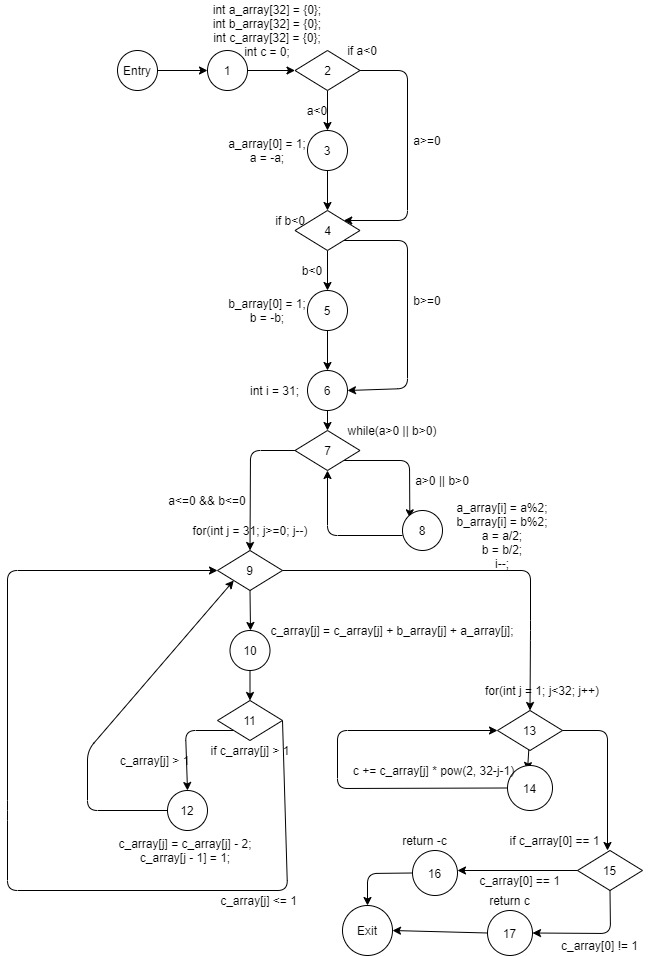 int a_array[32] = {0};
int b_array[32] = {0};
int c_array[32] = {0};
int c = 0;
if a<0
Entry
1
2
a<0
a>=0
a_array[0] = 1;
a = -a;
3
if b<0
4
b<0
b>=0
b_array[0] = 1;
b = -b;
5
int i = 31;
6
while(a>0 || b>0)
7
a>0 || b>0
a<=0 && b<=0
8
a_array[i] = a%2;
b_array[i] = b%2;
a = a/2;
b = b/2;
i--;
for(int j = 31; j>=0; j--)
9
c_array[j] = c_array[j] + b_array[j] + a_array[j];
10
11
if c_array[j] > 1
c_array[j] > 1
12
c_array[j] = c_array[j] - 2;
c_array[j - 1] = 1;
c_array[j] <= 1
for(int j = 1; j<32; j++)
13
c += c_array[j] * pow(2, 32-j-1)
14
if c_array[0] == 1
15
return -c
16
c_array[0] == 1
return c
17
c_array[0] != 1
Exit